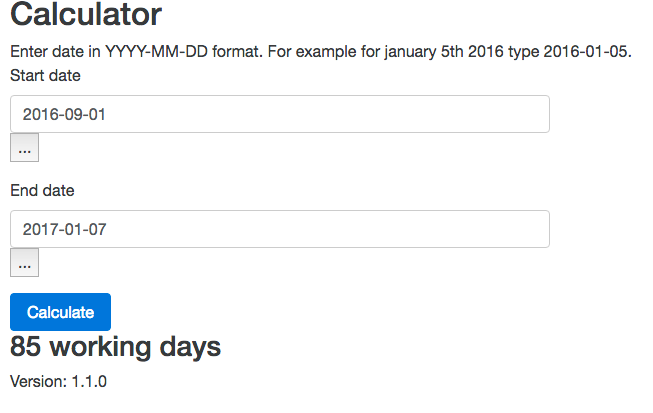 Calculator
Enter date in YYYY-MM-DD format. For example for january 5th 2016 type 2016-01-05.
Start date
2016-09-01
...
End date
2017-01-07
...
Calculate
85 working days
Version: 1.1.0